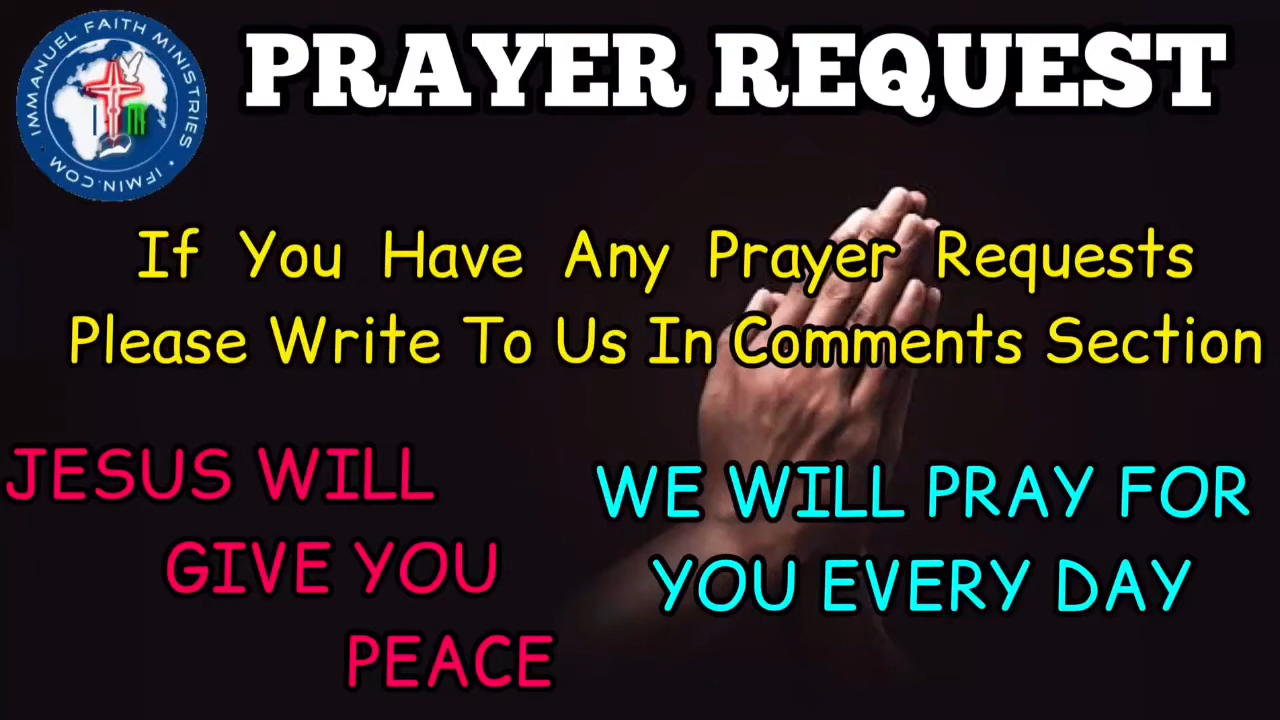 IMMANUEL FAITH MINISTRIES • IFMIN.COM •
PRAYER REQUEST
If You Have Any Prayer Requests
Please Write To Us In Comments Section
JESUS WILL
GIVE YOU
PEACE
WE WILL PRAY FOR
YOU EVERY DAY